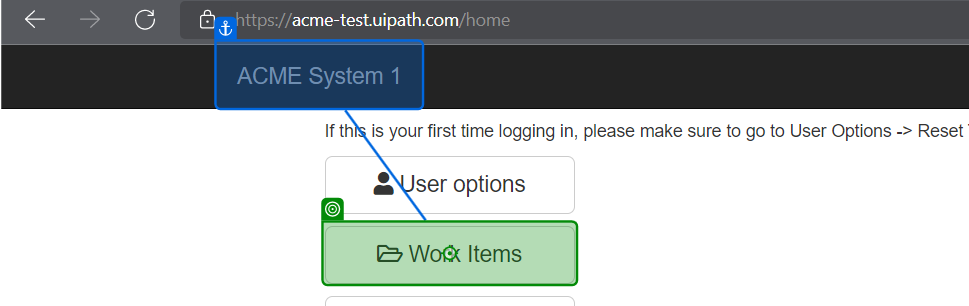 https://acme-test.uipath.com/home
ACME System 1
If this is your first time logging in, please make sure to go to User Options -> Reset
User options
Work Items